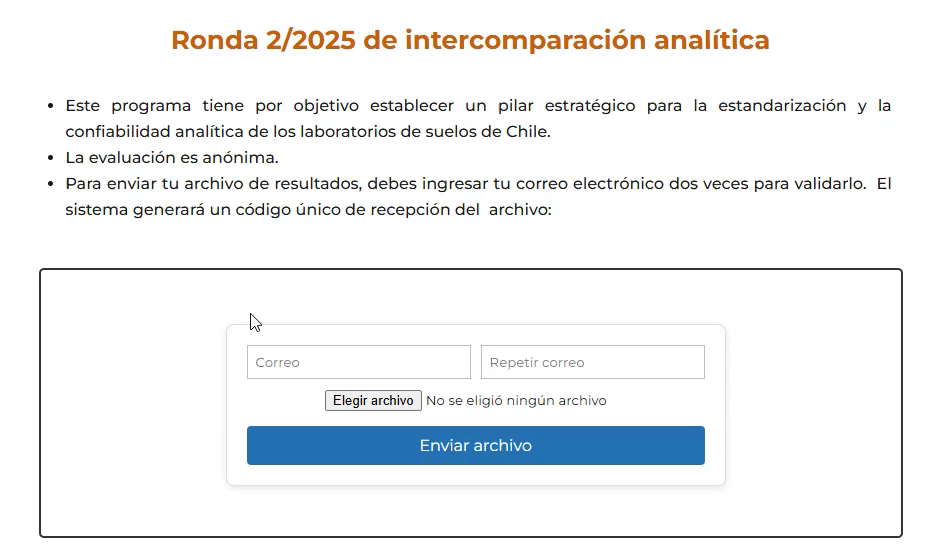 Ronda 2/2025 de intercomparación analítica
Este programa tiene por objetivo establecer un pilar estratégico para la estandarización y la
confiabilidad analítica de los laboratorios de suelos de Chile.
La evaluación es anónima.
Para enviar tu archivo de resultados, debes ingresar tu correo electrónico dos veces para validarlo. El
sistema generará un código único de recepción del archivo:
Correo Repetir correo
Elegir archivo No se eligió ningún archivo
Enviar archivo